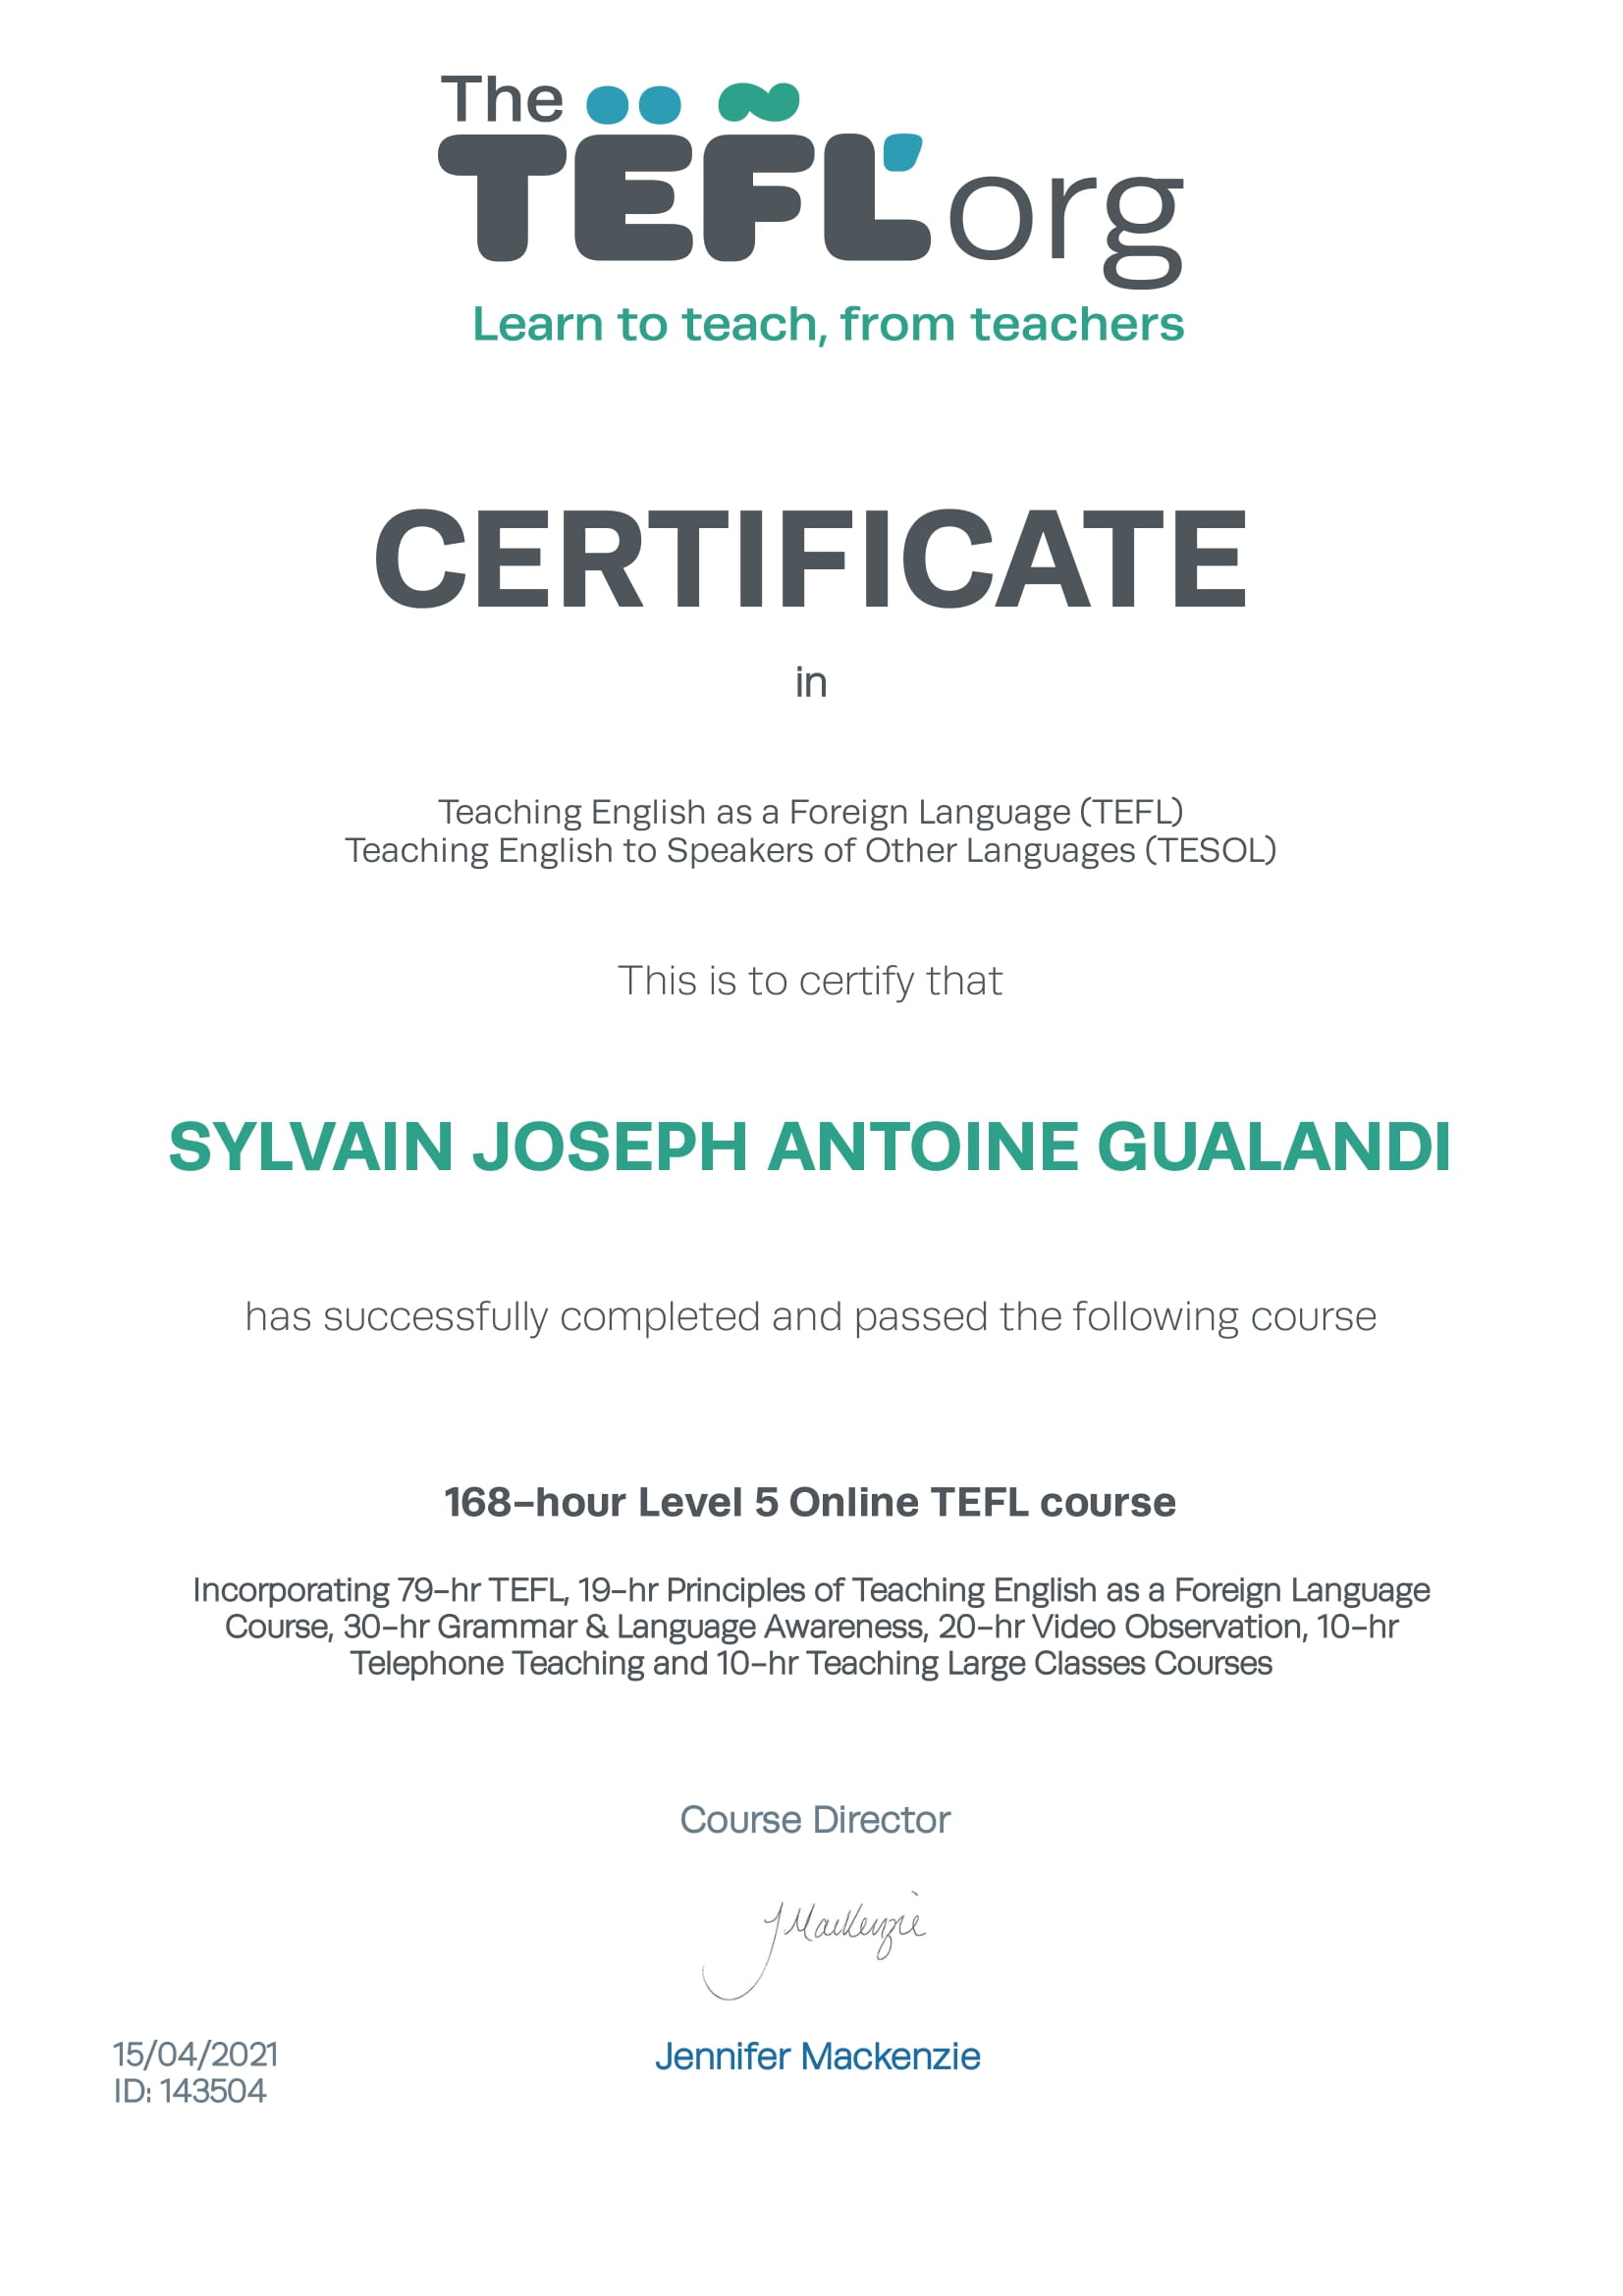 The
TËFL̃'org
Learn to teach, from teachers
CERTIFICATE
in
Teaching English as a Foreign Language (TEFL)
Teaching English to Speakers of Other Languages (TESOL)
This is to certify that
SYLVAIN JOSEPH ANTOINE GUALANDI
has successfully completed and passed the following course
168-hour Level 5 Online TEFL course
Incorporating 79-hr TEFL, 19-hr Principles of Teaching English as a Foreign Language
Course, 30-hr Grammar & Language Awareness, 20-hr Video Observation, 10-hr
Telephone Teaching and 10-hr Teaching Large Classes Courses
Course Director
JMacKenzie
Jennifer Mackenzie
15/04/2021
ID: 143504